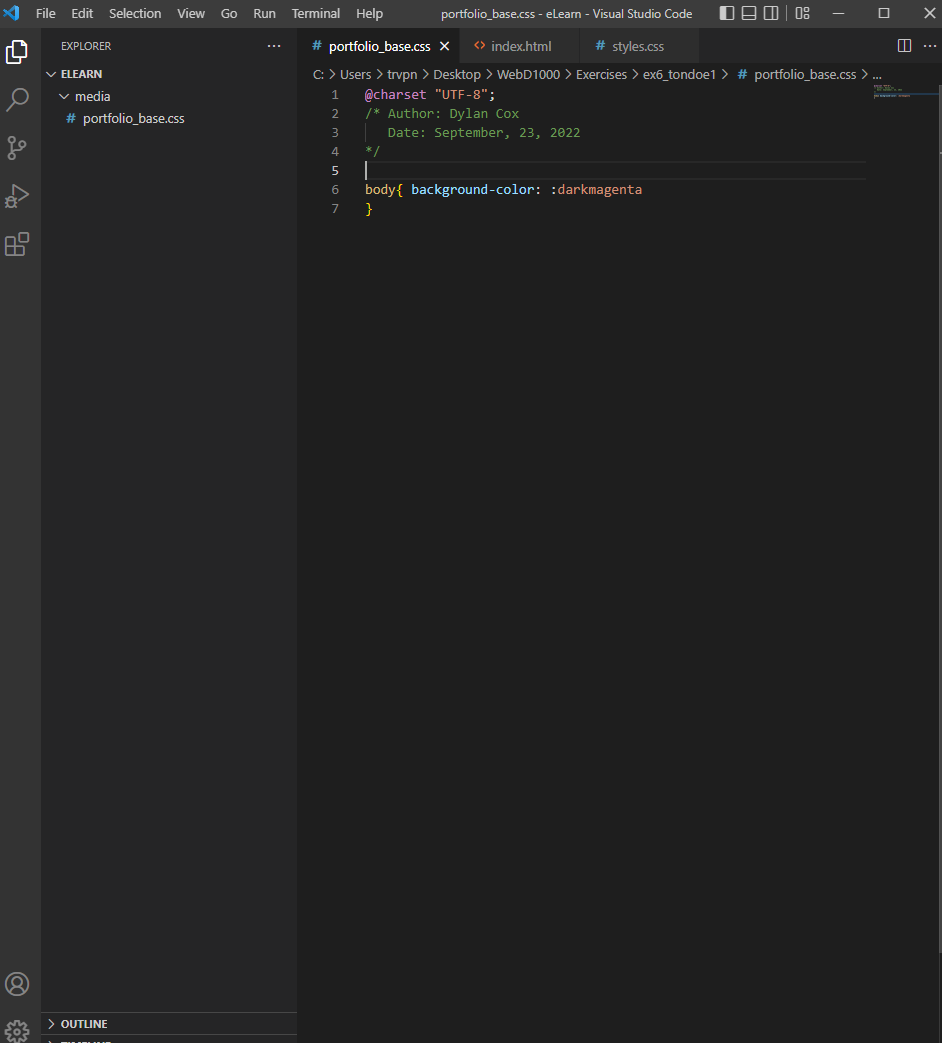 File Edit Selection View Go Run Terminal Help portfolio_base.css - eLearn - Visual Studio Code
EXPLORER
ELEARN
media
# portfolio_base.css
# portfolio_base.css
index.html
# styles.css
C: > Users > trvpn > Desktop > WebD1000 > Exercises > ex6_tondoe1 > # portfolio_base.css > ...
1 @charset "UTF-8";
2 /* Author: Dylan Cox
3 Date: September, 23, 2022
4 */
5
6 body{ background-color: :darkmagenta
7 }
OUTLINE
TIMELINE